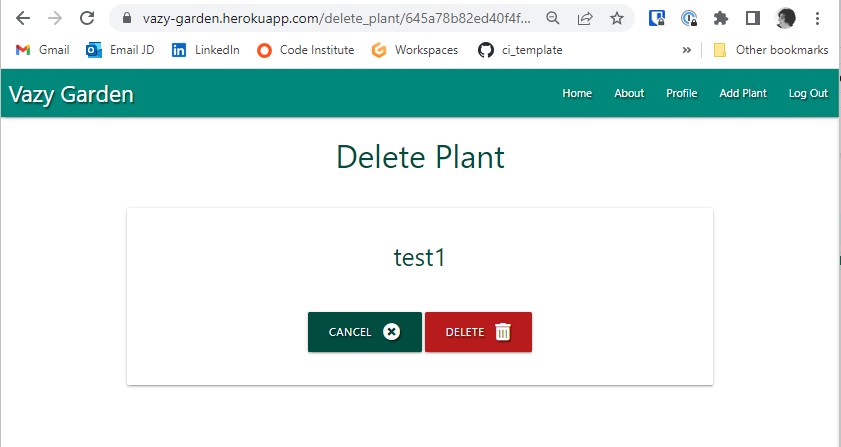 vazy-garden.herokuapp.com/delete_plant/645a78b82ed40f4f...
Gmail Email JD LinkedIn Code Institute Workspaces ci_template » Other bookmarks
Vazy Garden Home About Profile Add Plant Log Out
Delete Plant
test1
CANCEL DELETE